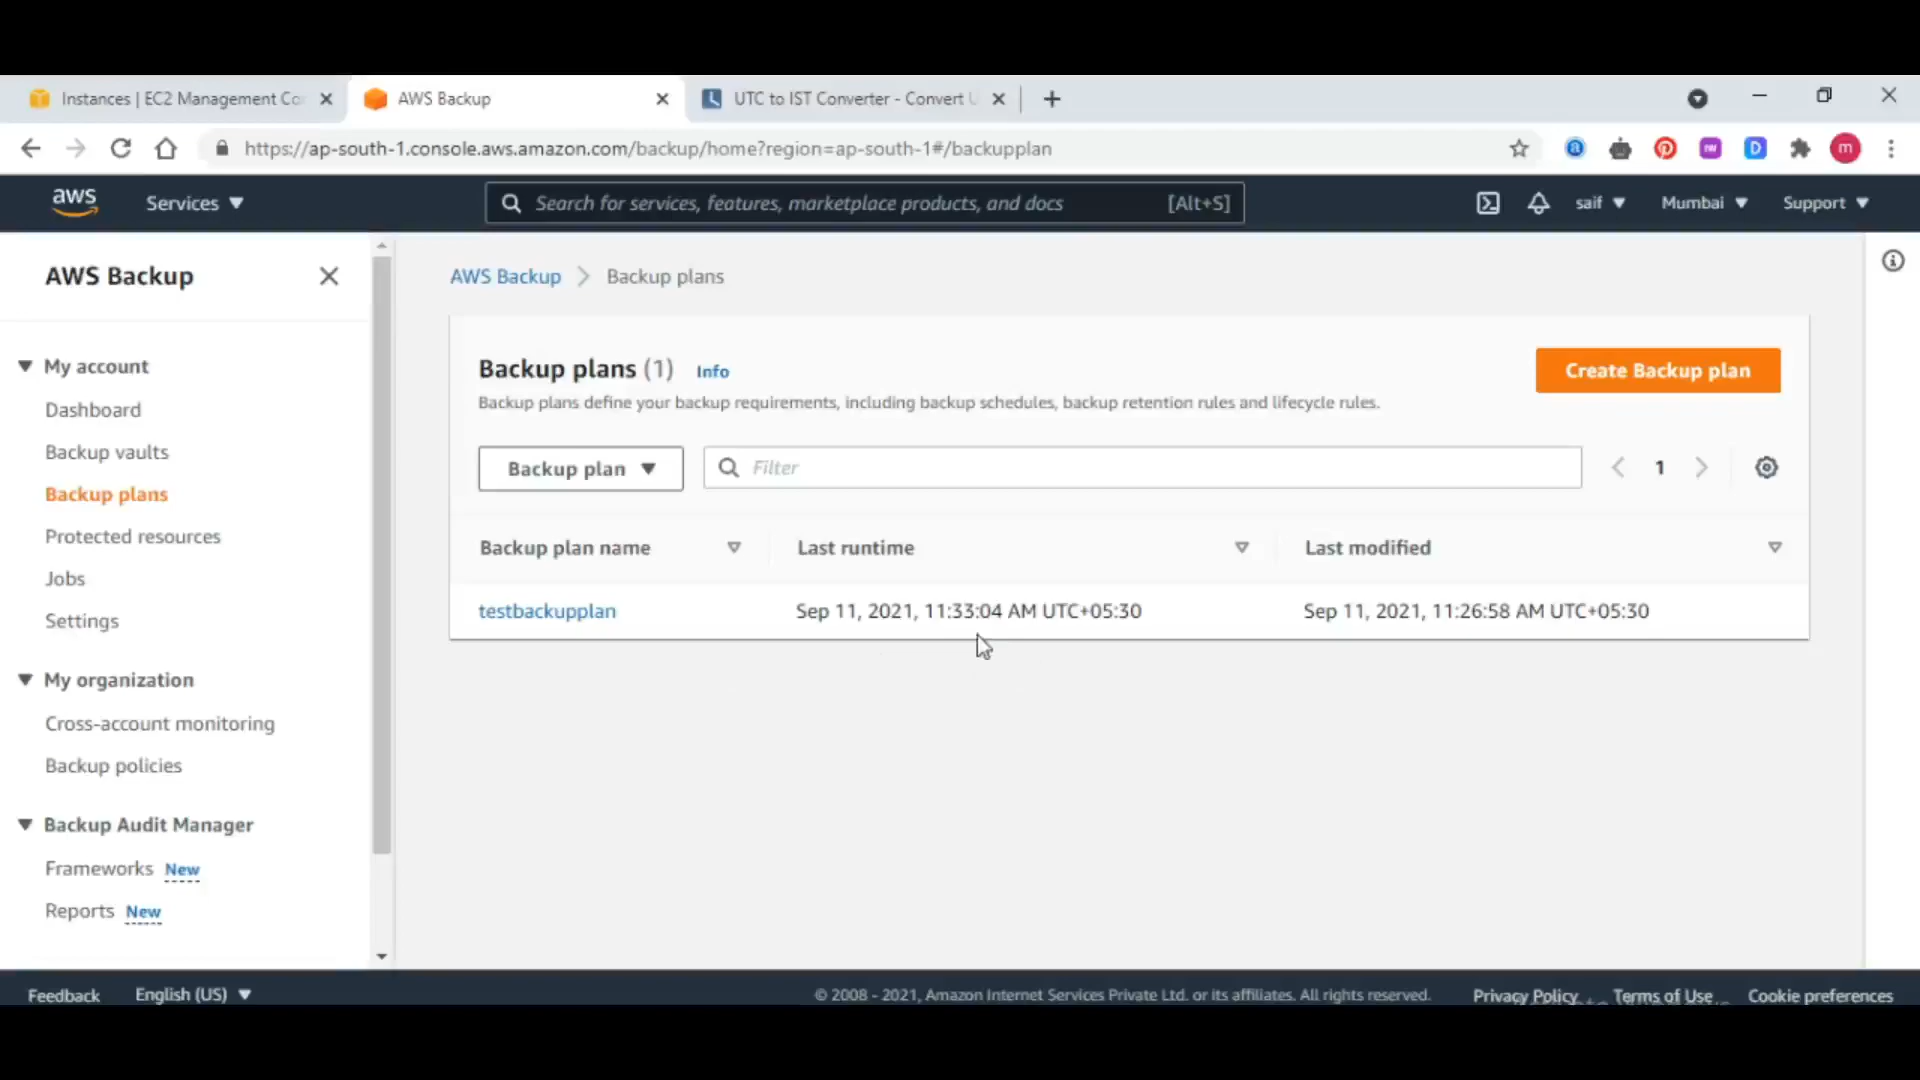 Instances | EC2 Management Co
AWS Backup
UTC to IST Converter - Convert U
https://ap-south-1.console.aws.amazon.com/backup/home?region=ap-south-1#/backupplan
a
nw
D
m
aws
Services
Search for services, features, marketplace products, and docs
[Alt+S]
saif
Mumbai
Support
AWS Backup
My account
Dashboard
Backup vaults
Backup plans
Protected resources
Jobs
Settings
My organization
Cross-account monitoring
Backup policies
Backup Audit Manager
Frameworks New
Reports New
AWS Backup
Backup plans
Backup plans (1) Info
Create Backup plan
Backup plans define your backup requirements, including backup schedules, backup retention rules and lifecycle rules.
Backup plan
Filter
1
Backup plan name
Last runtime
Last modified
testbackupplan
Sep 11, 2021, 11:33:04 AM UTC+05:30
Sep 11, 2021, 11:26:58 AM UTC+05:30
Feedback
English (US)
© 2008 - 2021, Amazon Internet Services Private Ltd. or its affiliates. All rights reserved.
Privacy Policy
Terms of Use
Cookie preferences